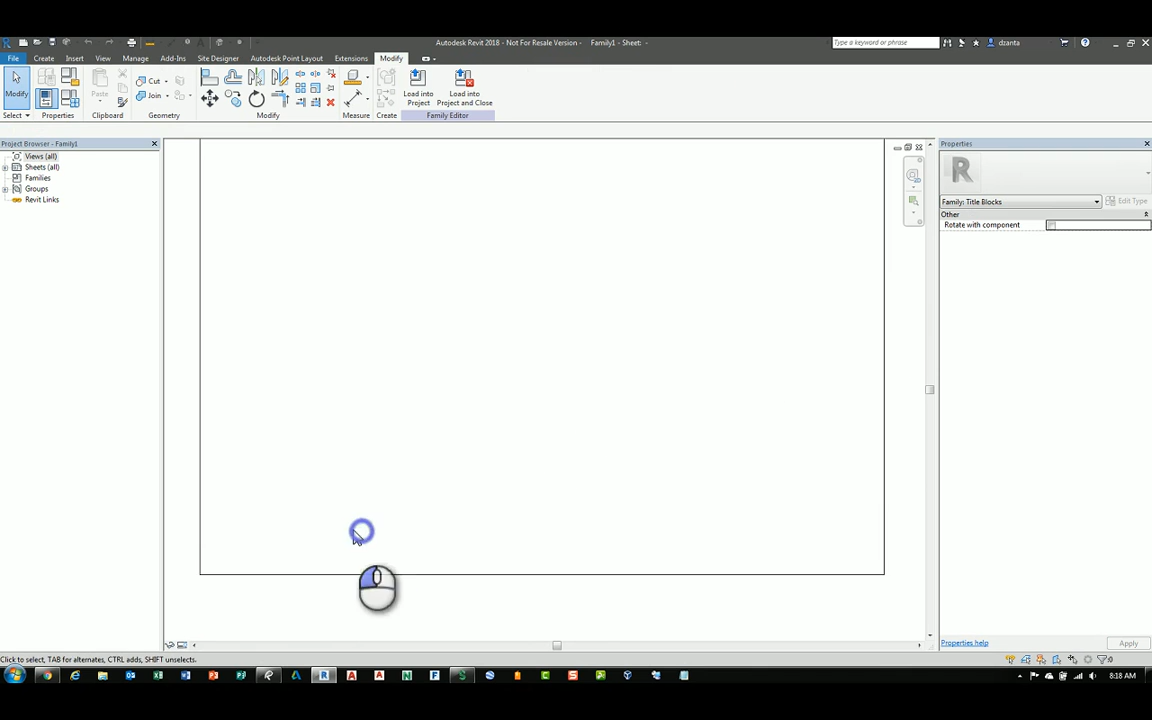 Autodesk Revit 2018 - Not For Resale Version - Family1 - Sheet: -
Type a keyword or phrase
dzanta
File Create Insert View Manage Add-Ins Site Designer Autodesk Point Layout Extensions Modify
Modify
Paste
Cut
Join
Load into
Project
Load into
Project and Close
Select Properties Clipboard Geometry Modify Measure Create Family Editor
Project Browser - Family1
Views (all)
Sheets (all)
Families
Groups
Revit Links
Properties
R
Family: Title Blocks
Edit Type
Other
Rotate with component
Properties help
Apply
Click to select, TAB for alternates, CTRL adds, SHIFT unselects.
:0
8:18 AM